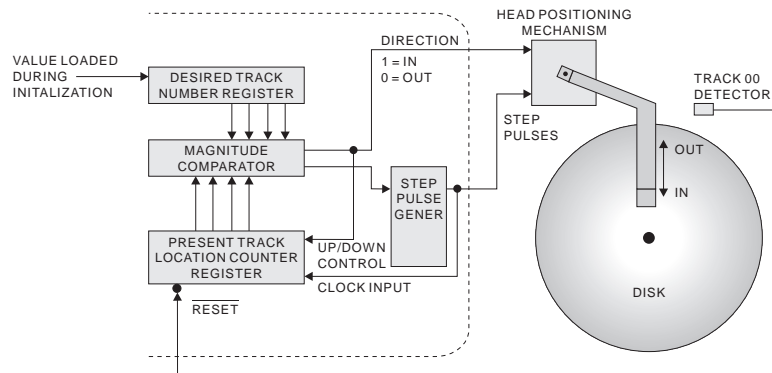 HEAD POSITIONING
MECHANISM
DIRECTION
1 = IN
0 = OUT
VALUE LOADED
DURING
INITALIZATION
DESIRED TRACK
NUMBER REGISTER
TRACK 00
DETECTOR
STEP
PULSES
MAGNITUDE
COMPARATOR
OUT
STEP
PULSE
GENER
IN
PRESENT TRACK
LOCATION COUNTER
REGISTER
UP/DOWN
CONTROL
CLOCK INPUT
DISK
RESET